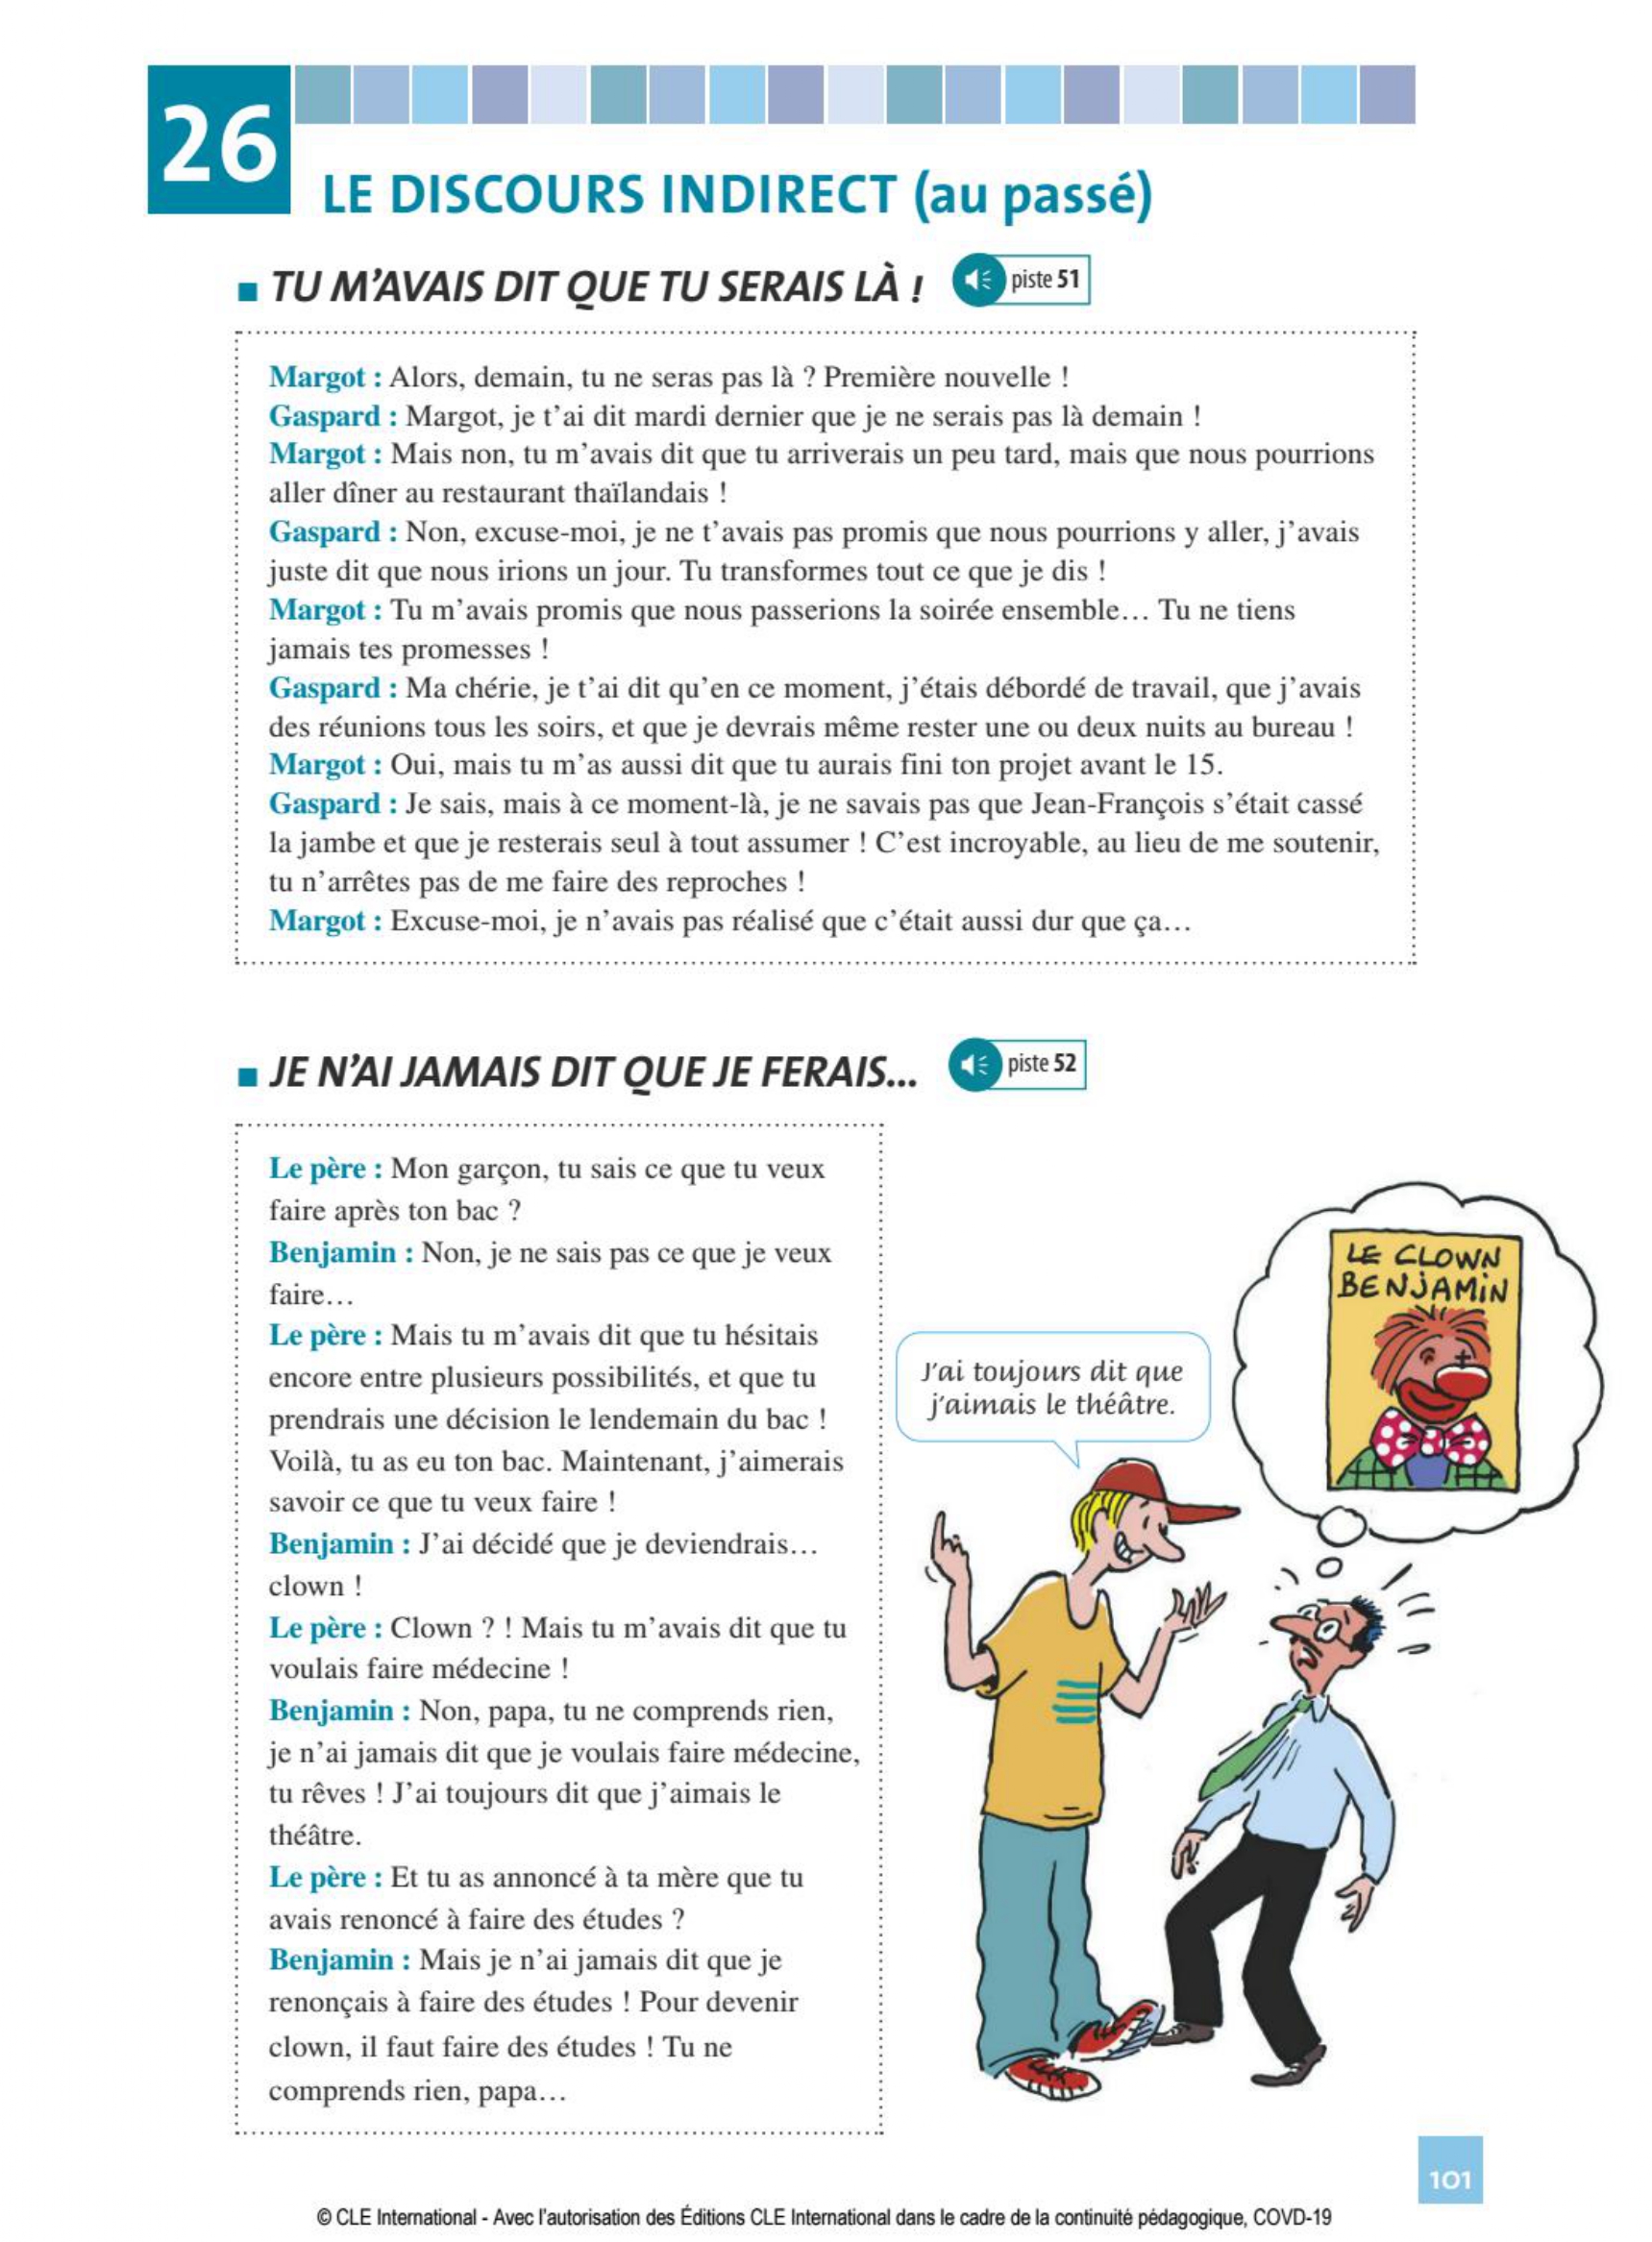 26
LE DISCOURS INDIRECT (au passé)
TU M'AVAIS DIT QUE TU SERAIS LÀ !
piste 51
Margot : Alors, demain, tu ne seras pas là ? Première nouvelle !
Gaspard : Margot, je t'ai dit mardi dernier que je ne serais pas là demain !
Margot : Mais non, tu m'avais dit que tu arriverais un peu tard, mais que nous pourrions
aller dîner au restaurant thaïlandais !
Gaspard : Non, excuse-moi, je ne t'avais pas promis que nous pourrions y aller, j'avais
juste dit que nous irions un jour. Tu transformes tout ce que je dis !
Margot : Tu m'avais promis que nous passerions la soirée ensemble… Tu ne tiens
jamais tes promesses !
Gaspard : Ma chérie, je t'ai dit qu'en ce moment, j'étais débordé de travail, que j'avais
des réunions tous les soirs, et que je devrais même rester une ou deux nuits au bureau !
Margot : Oui, mais tu m'as aussi dit que tu aurais fini ton projet avant le 15.
Gaspard : Je sais, mais à ce moment-là, je ne savais pas que Jean-François s'était cassé
la jambe et que je resterais seul à tout assumer ! C'est incroyable, au lieu de me soutenir,
tu n'arrêtes pas de me faire des reproches !
Margot : Excuse-moi, je n'avais pas réalisé que c'était aussi dur que ça…
JE N'AI JAMAIS DIT QUE JE FERAIS…
piste 52
Le père : Mon garçon, tu sais ce que tu veux
faire après ton bac ?
Benjamin : Non, je ne sais pas ce que je veux
faire…
Le père : Mais tu m'avais dit que tu hésitais
encore entre plusieurs possibilités, et que tu
prendrais une décision le lendemain du bac !
Voilà, tu as eu ton bac. Maintenant, j'aimerais
savoir ce que tu veux faire !
Benjamin : J'ai décidé que je deviendrais…
clown !
Le père : Clown ? ! Mais tu m'avais dit que tu
voulais faire médecine !
Benjamin : Non, papa, tu ne comprends rien,
je n'ai jamais dit que je voulais faire médecine,
tu rêves ! J'ai toujours dit que j'aimais le
théâtre.
Le père : Et tu as annoncé à ta mère que tu
avais renoncé à faire des études ?
Benjamin : Mais je n'ai jamais dit que je
renonçais à faire des études ! Pour devenir
clown, il faut faire des études ! Tu ne
comprends rien, papa…
J'ai toujours dit que
j'aimais le théâtre.
LE CLOWN
BENJAMIN
101
© CLE International - Avec l'autorisation des Éditions CLE International dans le cadre de la continuité pédagogique, COVD-19